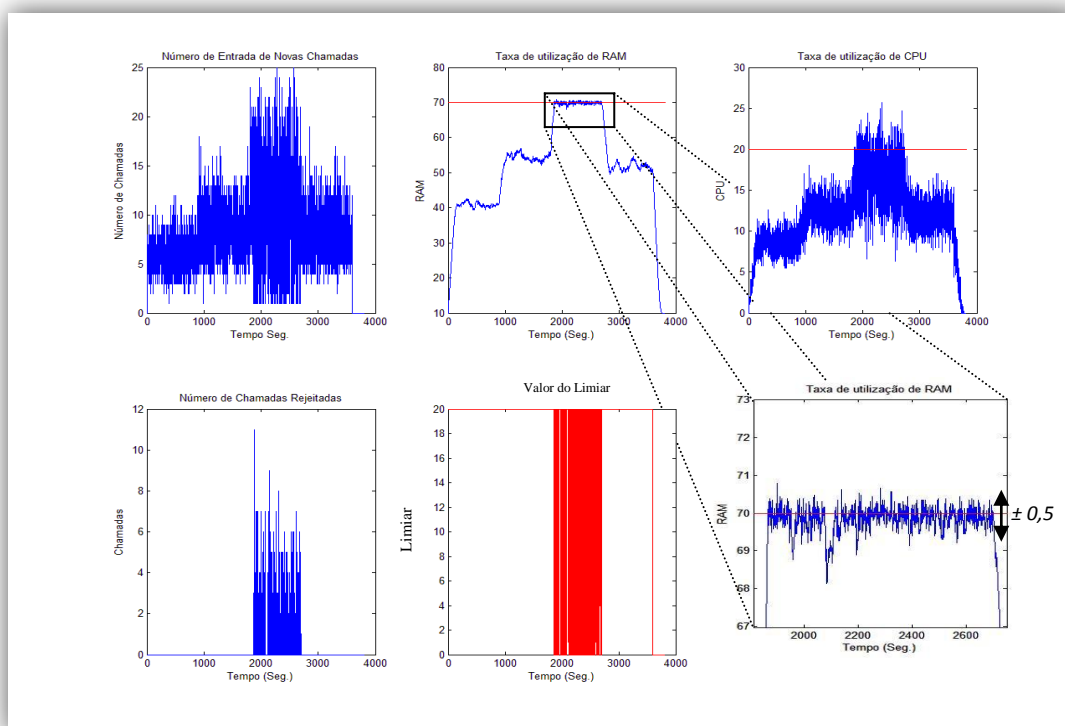 Número de Entrada de Novas Chamadas
Número de Chamadas
25
20
15
10
5
0
0 1000 2000 3000 4000
Tempo Seg.
Taxa de utilização de RAM
RAM
80
70
60
50
40
30
20
10
0 1000 2000 3000 4000
Tempo (Seg.)
Taxa de utilização de CPU
CPU
30
25
20
15
10
5
0
0 1000 2000 3000 4000
Tempo (Seg.)
Número de Chamadas Rejeitadas
Chamadas
12
10
8
6
4
2
0
0 1000 2000 3000 4000
Tempo (Seg.)
Valor do Limiar
Limiar
20
18
16
14
12
10
8
6
4
2
0
0 1000 2000 3000 4000
Tempo (Seg.)
Taxa de utilização de RAM
RAM
73
72
71
70
69
68
67
2000 2200 2400 2600
Tempo (Seg.)
± 0,5